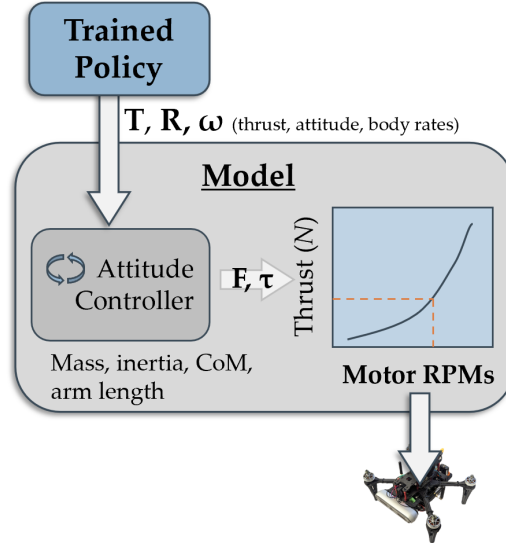 Trained
Policy
T, R, ω (thrust, attitude, body rates)
Model
Attitude
Controller
F, τ
Thrust (N)
Mass, inertia, CoM,
arm length
Motor RPMs